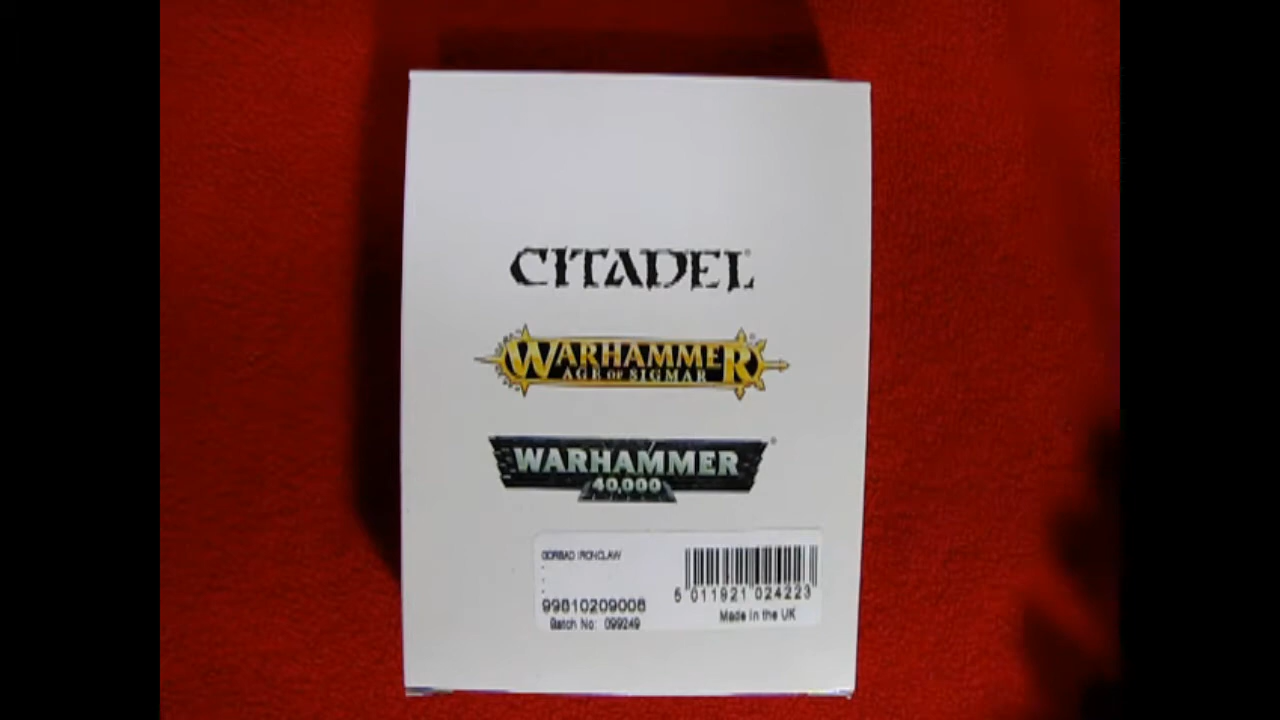 CITADEL
WARHAMMER
AGE OF SIGMAR
WARHAMMER
40,000
GORBAD IRONCLAW
99810209008
5 011921 024223
Batch No: 099249
Made in the UK